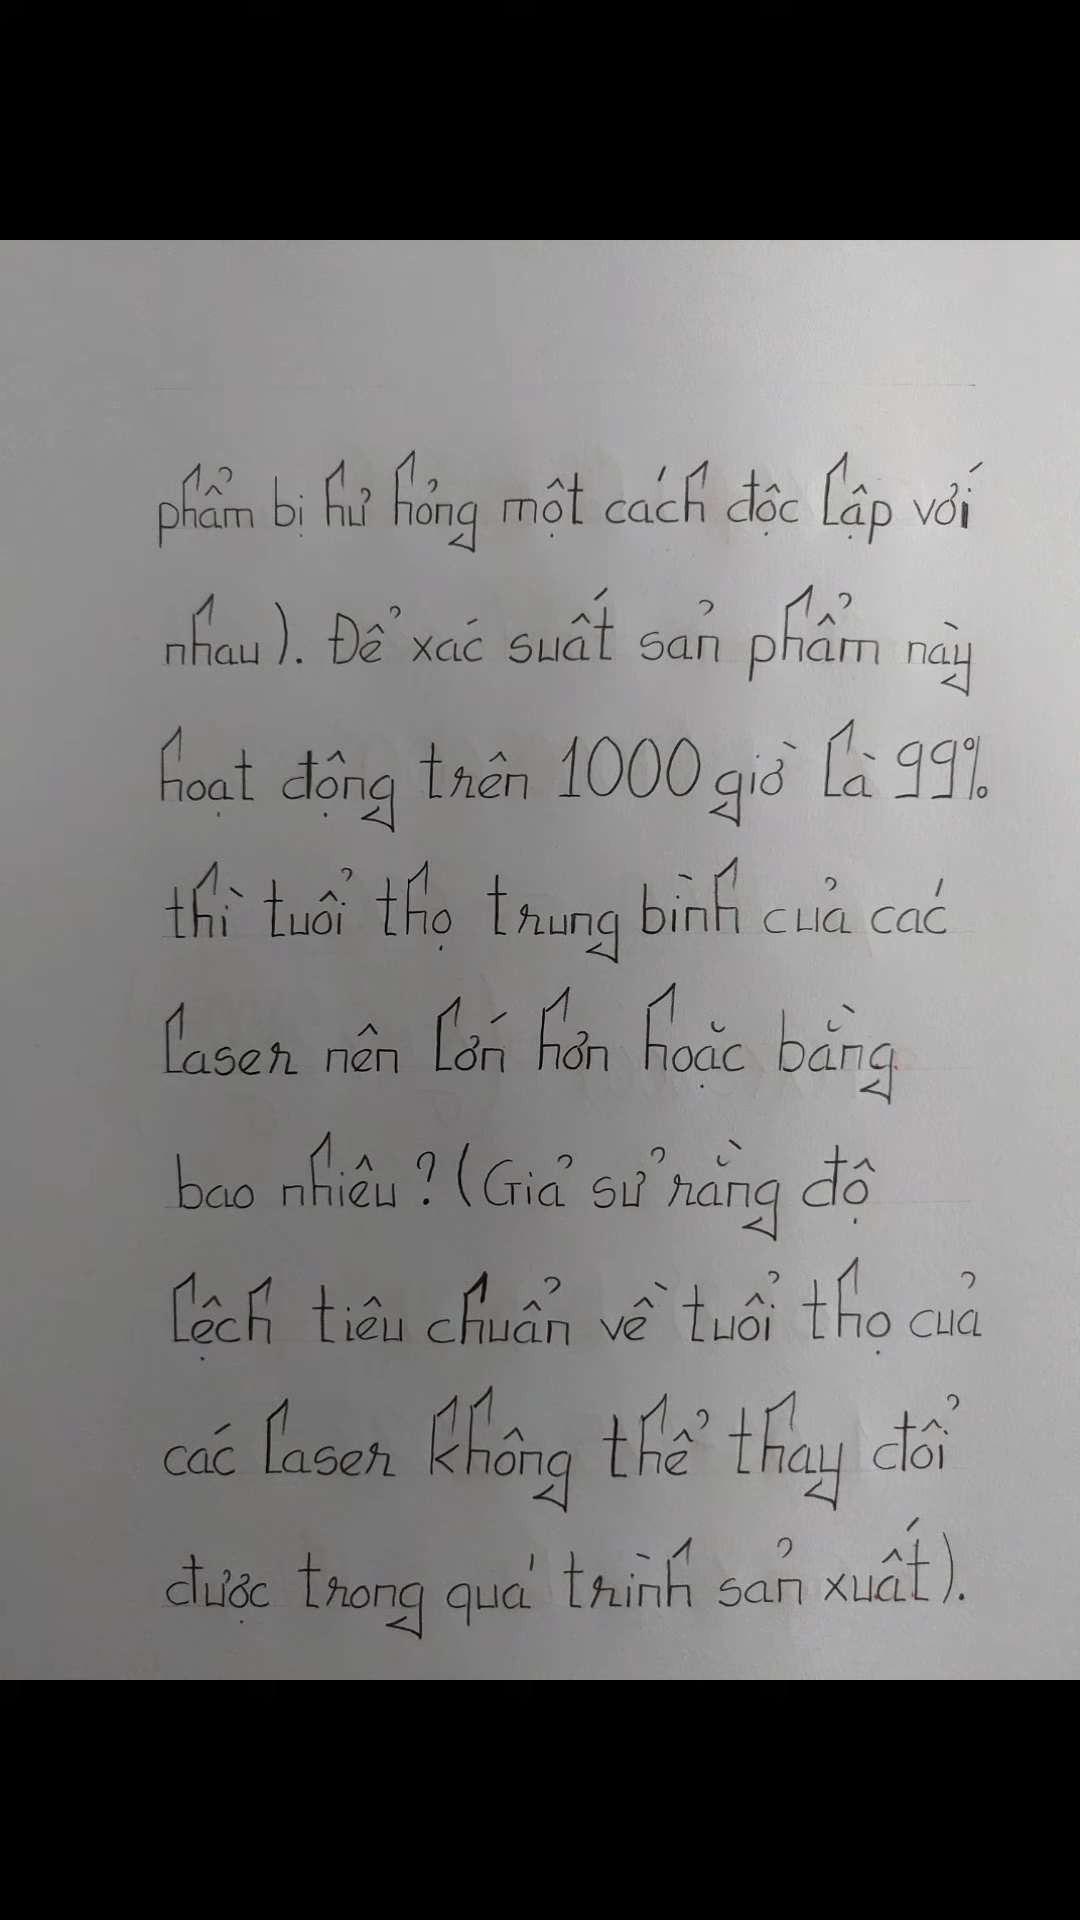 phẩm bị hư hỏng một cách độc lập với
nhau). Để xác suất sản phẩm này
hoạt động trên 1000 giờ là 99%
thì tuổi thọ trung bình của các
laser nên lớn hơn hoặc bằng
bao nhiêu? (Giả sử rằng độ
lệch tiêu chuẩn về tuổi thọ của
các laser không thể thay đổi
được trong quá trình sản xuất).